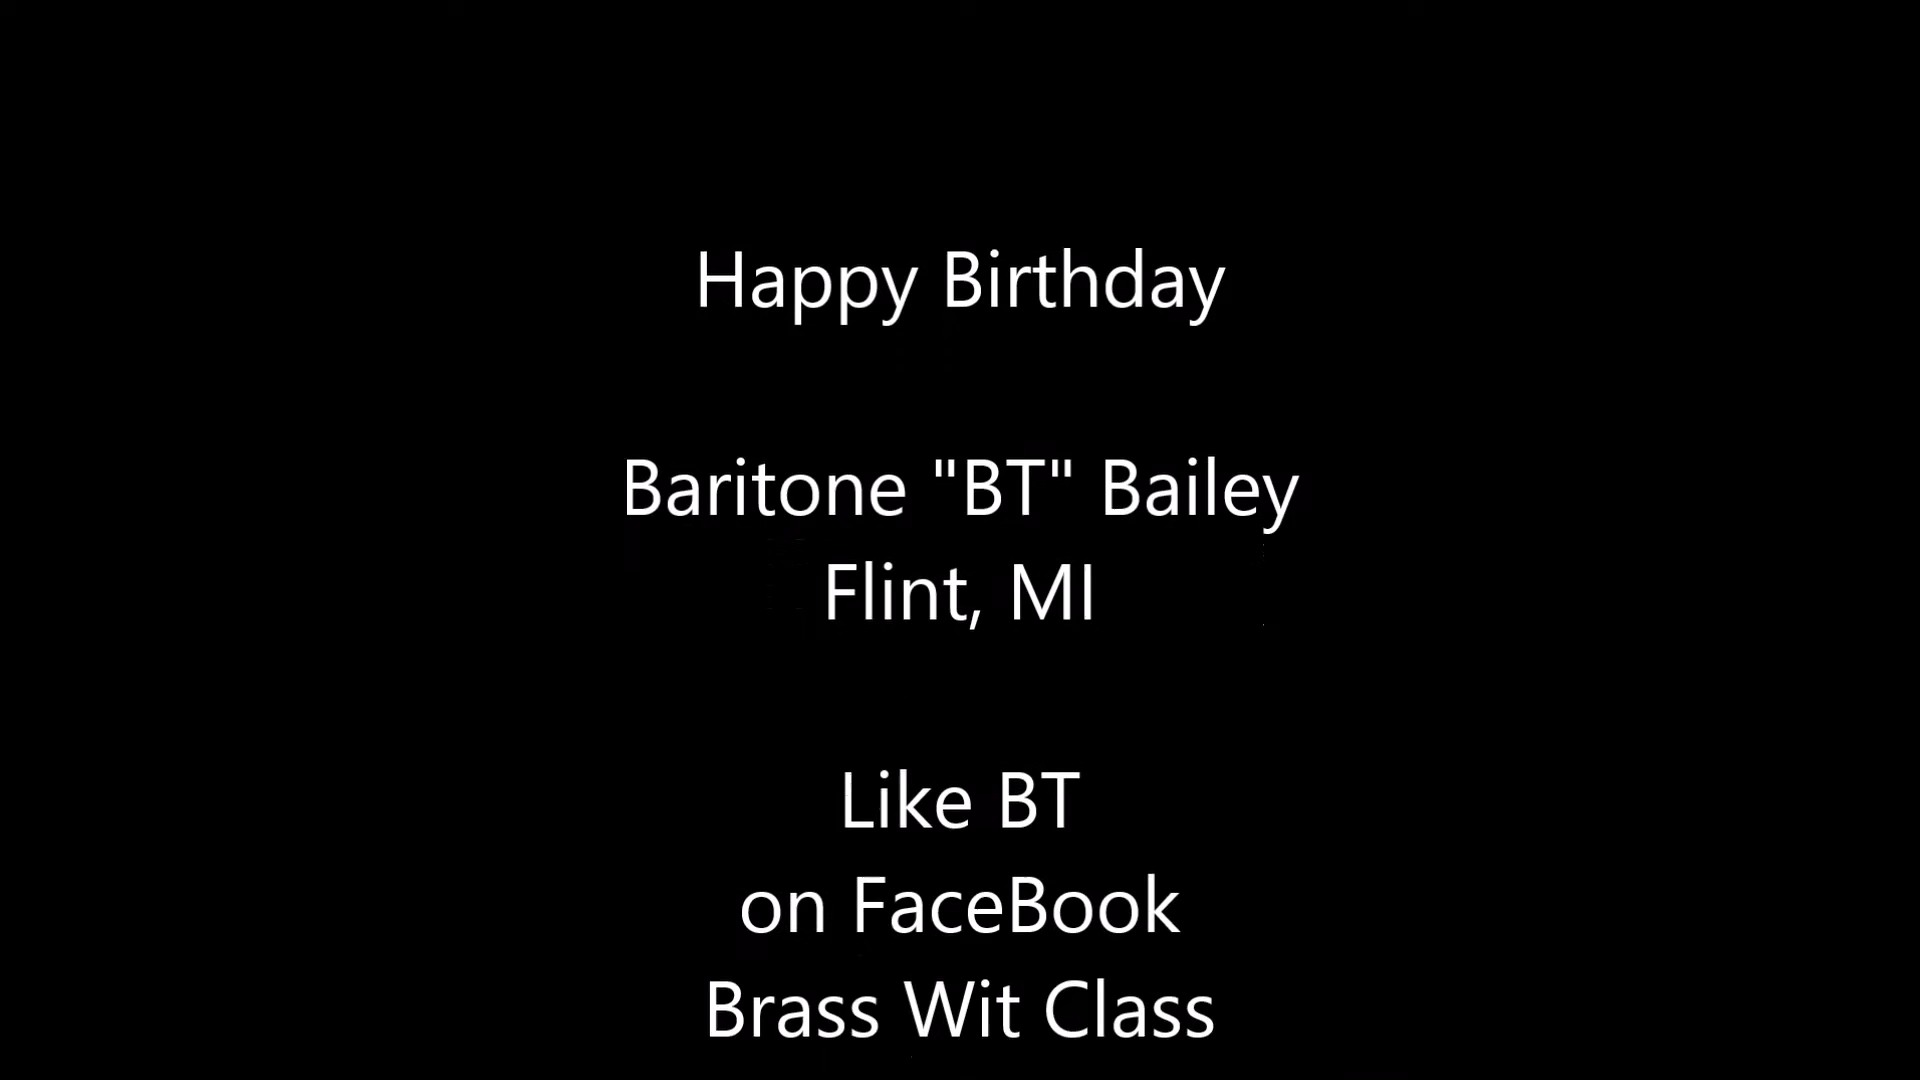 Happy Birthday
Baritone "BT" Bailey
Flint, MI
Like BT
on FaceBook
Brass Wit Class